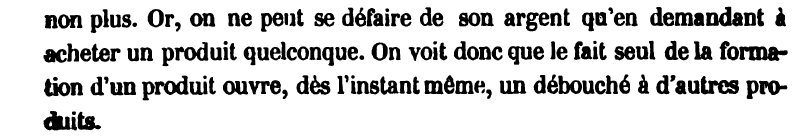 non plus. Or, on ne peut se défaire de son argent qu'en demandant à
acheter un produit quelconque. On voit donc que le fait seul de la forma-
tion d'un produit ouvre, dès l'instant même, un débouché à d'autres pro-
duits.